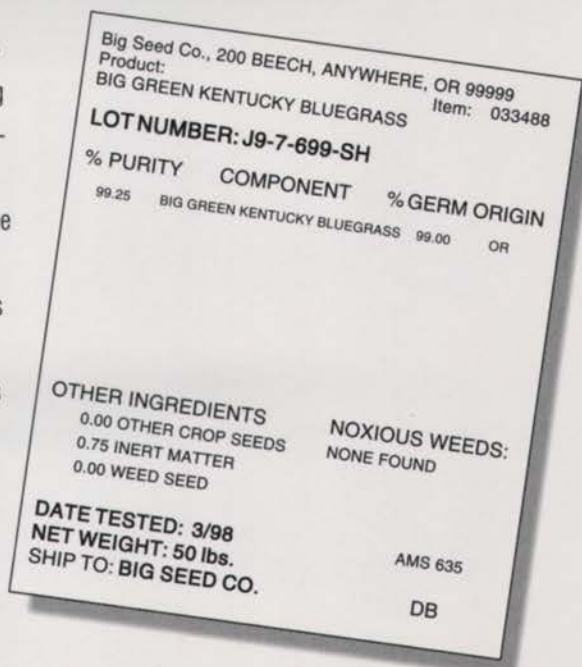 Big Seed Co., 200 BEECH, ANYWHERE, OR 99999
Product: Item: 033488
BIG GREEN KENTUCKY BLUEGRASS
LOT NUMBER: J9-7-699-SH
% PURITY COMPONENT % GERM ORIGIN
99.25 BIG GREEN KENTUCKY BLUEGRASS 99.00 OR
OTHER INGREDIENTS NOXIOUS WEEDS:
0.00 OTHER CROP SEEDS NONE FOUND
0.75 INERT MATTER
0.00 WEED SEED
DATE TESTED: 3/98
NET WEIGHT: 50 lbs. AMS 635
SHIP TO: BIG SEED CO. DB